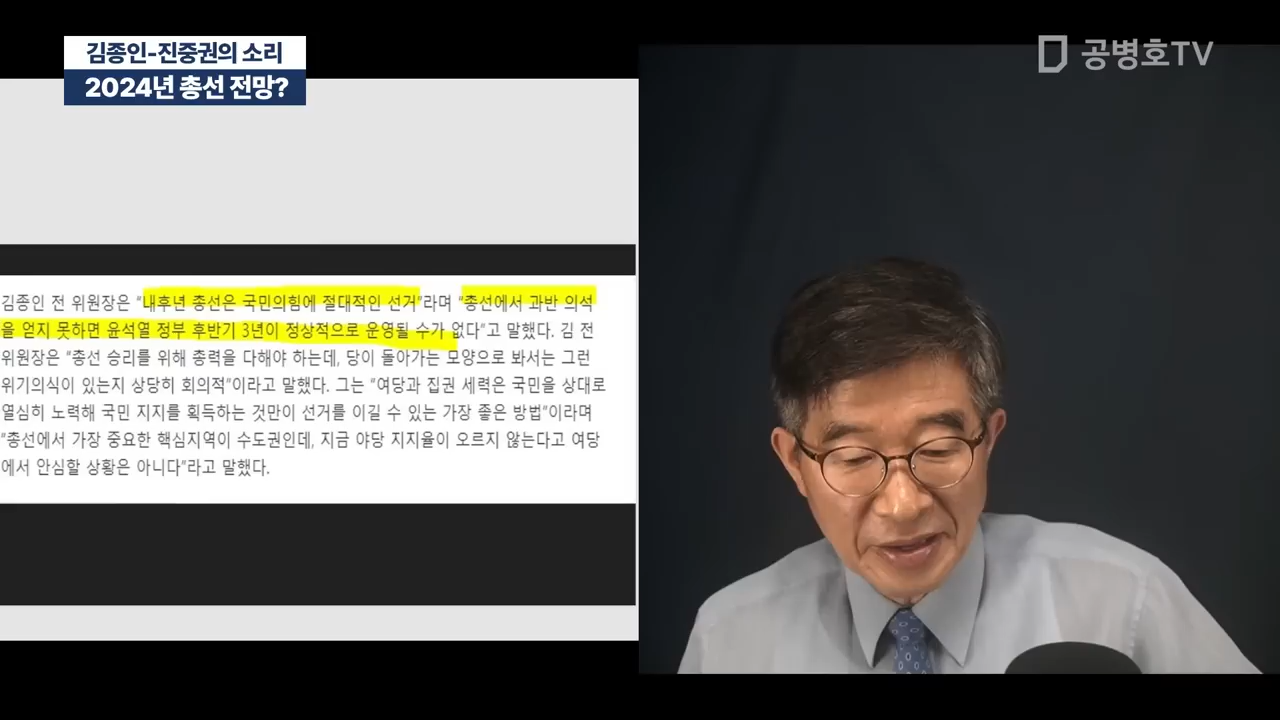 김종인-진중권의 소리
2024년 총선 전망?
공병호TV
김종인 전 위원장은 "내후년 총선은 국민의힘에 절대적인 선거"라며 "총선에서 과반 의석
을 얻지 못하면 윤석열 정부 후반기 3년이 정상적으로 운영될 수가 없다"고 말했다. 김 전
위원장은 "총선 승리를 위해 총력을 다해야 하는데, 당이 돌아가는 모양으로 봐서는 그런
위기의식이 있는지 상당히 회의적"이라고 말했다. 그는 "여당과 집권 세력은 국민을 상대로
열심히 노력해 국민 지지를 획득하는 것만이 선거를 이길 수 있는 가장 좋은 방법"이라며
"총선에서 가장 중요한 핵심지역이 수도권인데, 지금 야당 지지율이 오르지 않는다고 여당
에서 안심할 상황은 아니다"라고 말했다.